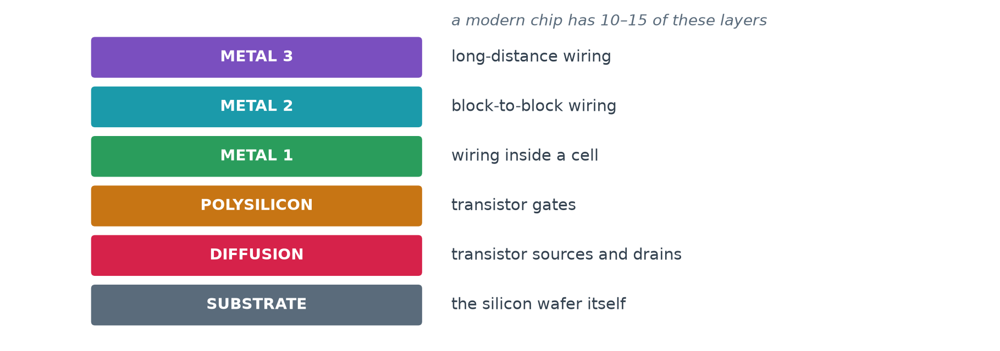 a modern chip has 10–15 of these layers
METAL 3 long-distance wiring
METAL 2 block-to-block wiring
METAL 1 wiring inside a cell
POLYSILICON transistor gates
DIFFUSION transistor sources and drains
SUBSTRATE the silicon wafer itself